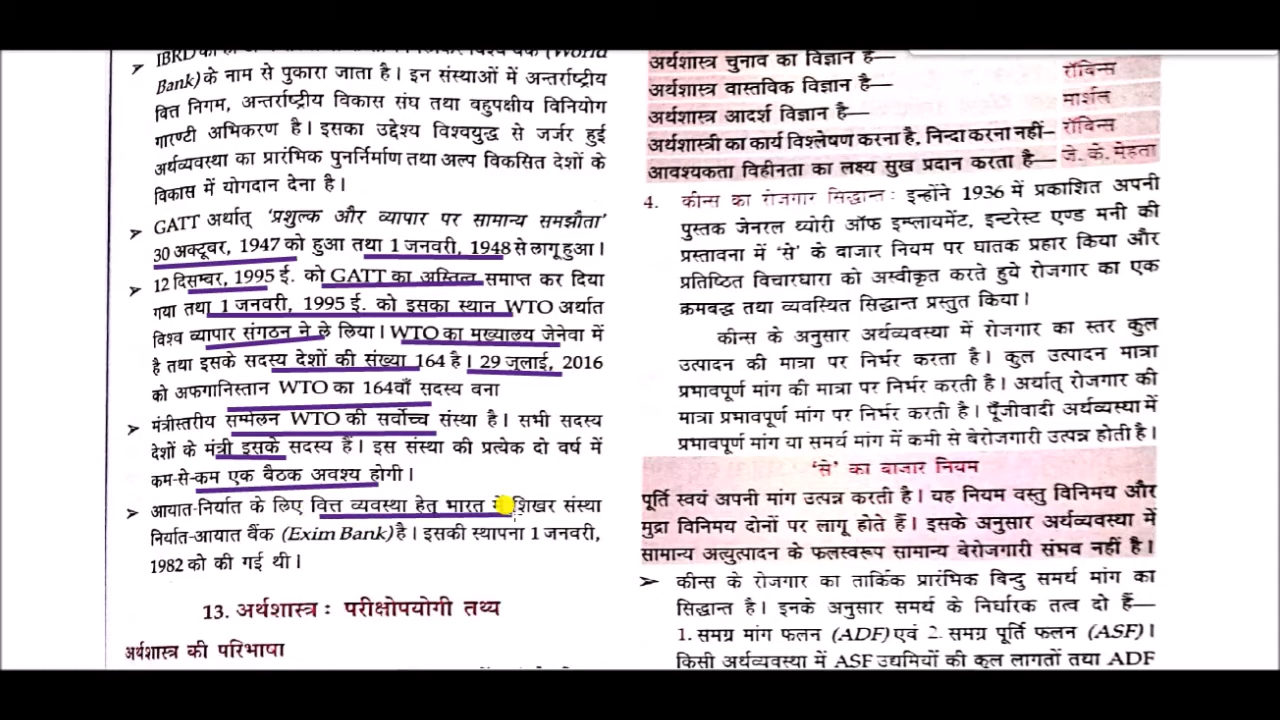 बैंक (World
Bank) के नाम से पुकारा जाता है। इन संस्थाओं में अन्तर्राष्ट्रीय
वित्त निगम, अन्तर्राष्ट्रीय विकास संघ तथा बहुपक्षीय विनियोग
गारण्टी अभिकरण है। इसका उद्देश्य विश्वयुद्ध से जर्जर हुई
अर्थव्यवस्था का प्रारंभिक पुनर्निर्माण तथा अल्प विकसित देशों के
विकास में योगदान देना है।
➤ GATT अर्थात् ‘प्रशुल्क और व्यापार पर सामान्य समझौता’
30 अक्टूबर, 1947 को हुआ तथा 1 जनवरी, 1948 से लागू हुआ।
➤ 12 दिसम्बर, 1995 ई. को GATT का अस्तित्व समाप्त कर दिया
गया तथा 1 जनवरी, 1995 ई. को इसका स्थान WTO अर्थात
विश्व व्यापार संगठन ने ले लिया। WTO का मुख्यालय जेनेवा में
है तथा इसके सदस्य देशों की संख्या 164 है। 29 जूलाई, 2016
को अफगानिस्तान WTO का 164वाँ सदस्य बना
➤ मंत्रीस्तरीय सम्मेलन WTO की सर्वोच्च संस्था है। सभी सदस्य
देशों के मंत्री इसके सदस्य हैं। इस संस्था की प्रत्येक दो वर्ष में
कम-से-कम एक बैठक अवश्य होगी।
➤ आयात-निर्यात के लिए वित्त व्यवस्था हेतु भारत शिखर संस्था
निर्यात-आयात बैंक (Exim Bank) है। इसकी स्थापना 1 जनवरी,
1982 को की गई थी।
13. अर्थशास्त्र : परीक्षोपयोगी तथ्य
अर्थशास्त्र की परिभाषा
अर्थशास्त्र चुनाव का विज्ञान है—
रॉबिन्स
अर्थशास्त्र वास्तविक विज्ञान है—
मार्शल
अर्थशास्त्र आदर्श विज्ञान है—
अर्थशास्त्री का कार्य विश्लेषण करना है, निन्दा करना नहीं– रॉबिन्स
आवश्यकता विहीनता का लक्ष्य सुख प्रदान करता है— जे. के. मेहता
4. कीन्स का रोजगार सिद्धान्त : इन्होंने 1936 में प्रकाशित अपनी
पुस्तक जेनरल थ्योरी ऑफ इम्प्लायमेंट, इन्टरेस्ट एण्ड मनी की
प्रस्तावना में ‘से’ के बाजार नियम पर घातक प्रहार किया और
प्रतिष्ठित विचारधारा को अस्वीकृत करते हुये रोजगार का एक
क्रमबद्ध तथा व्यवस्थित सिद्धान्त प्रस्तुत किया।
कीन्स के अनुसार अर्थव्यवस्था में रोजगार का स्तर कुल
उत्पादन की मात्रा पर निर्भर करता है। कुल उत्पादन मात्रा
प्रभावपूर्ण मांग की मात्रा पर निर्भर करती है। अर्थात् रोजगार की
मात्रा प्रभावपूर्ण मांग पर निर्भर करती है। पूँजीवादी अर्थव्यवस्था में
प्रभावपूर्ण मांग या समर्थ मांग में कमी से बेरोजगारी उत्पन्न होती है।
‘से’ का बाजार नियम
पूर्ति स्वयं अपनी मांग उत्पन्न करती है। यह नियम वस्तु विनिमय और
मुद्रा विनिमय दोनों पर लागू होते हैं। इसके अनुसार अर्थव्यवस्था में
सामान्य अत्युत्पादन के फलस्वरूप सामान्य बेरोजगारी संभव नहीं है।
➤ कीन्स के रोजगार का तार्किक प्रारंभिक बिन्दु समर्थ मांग का
सिद्धान्त है। इनके अनुसार समर्थ के निर्धारक तत्व दो हैं—
1. समग्र मांग फलन (ADF) एवं 2. समग्र पूर्ति फलन (ASF)।
किसी अर्थव्यवस्था में ASF उद्यमियों की कुल लागतों तथा ADF